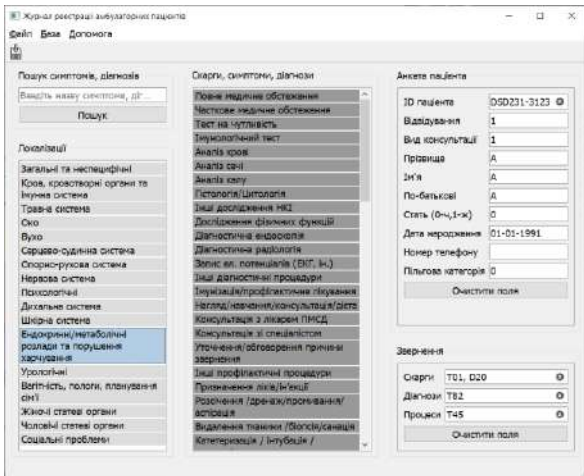 Журнал реєстрації амбулаторних пацієнтів
Файл База Допомога
Пошук симптомів, діагнозів
Введіть назву симптома, ді...
Пошук
Локалізації
Загальні та неспецифічні
Кров, кровотворні органи та
імунна система
Травна система
Око
Вухо
Серцево-судинна система
Опорно-рухова система
Нервова система
Психологічні
Дихальна система
Шкірна система
Ендокринні/метаболічні
розлади та порушення
харчування
Урологічні
Вагітність, пологи, планування
сім'ї
Жіночі статеві органи
Чоловічі статеві органи
Соціальні проблеми
Скарги, симптоми, діагнози
Повне медичне обстеження
Часткове медичне обстеження
Тест на чутливість
Імунологічний тест
Аналіз крові
Аналіз сечі
Аналіз калу
Гістологія/Цитологія
Інші дослідження НКІ
Дослідження фізичних функцій
Діагностична ендоскопія
Діагностична радіологія
Запис ел. потенціалів (ЕКГ, ін.)
Інші діагностичні процедури
Імунізація/профілактичне лікування
Нагляд/навчання/консультація/дієта
Консультація з лікарем ПМСД
Консультація зі спеціалістом
Уточнення/обговорення причини
звернення
Інші профілактичні процедури
Призначення ліків/ін'єкції
Розсічення /дренаж/промивання/
аспірація
Видалення тканини /біопсія/санація
Катетеризація / інтубація /
Анкета пацієнта
ID пацієнта DSD231-3123
Відвідування 1
Вид консультації 1
Прізвище А
Ім'я А
По-батькові А
Стать (0-ч,1-ж) 0
Дата народження 01-01-1991
Номер телефону
Пільгова категорія 0
Очистити поля
Звернення
Скарги T01, D20
Діагнози T82
Процеси T45
Очистити поля